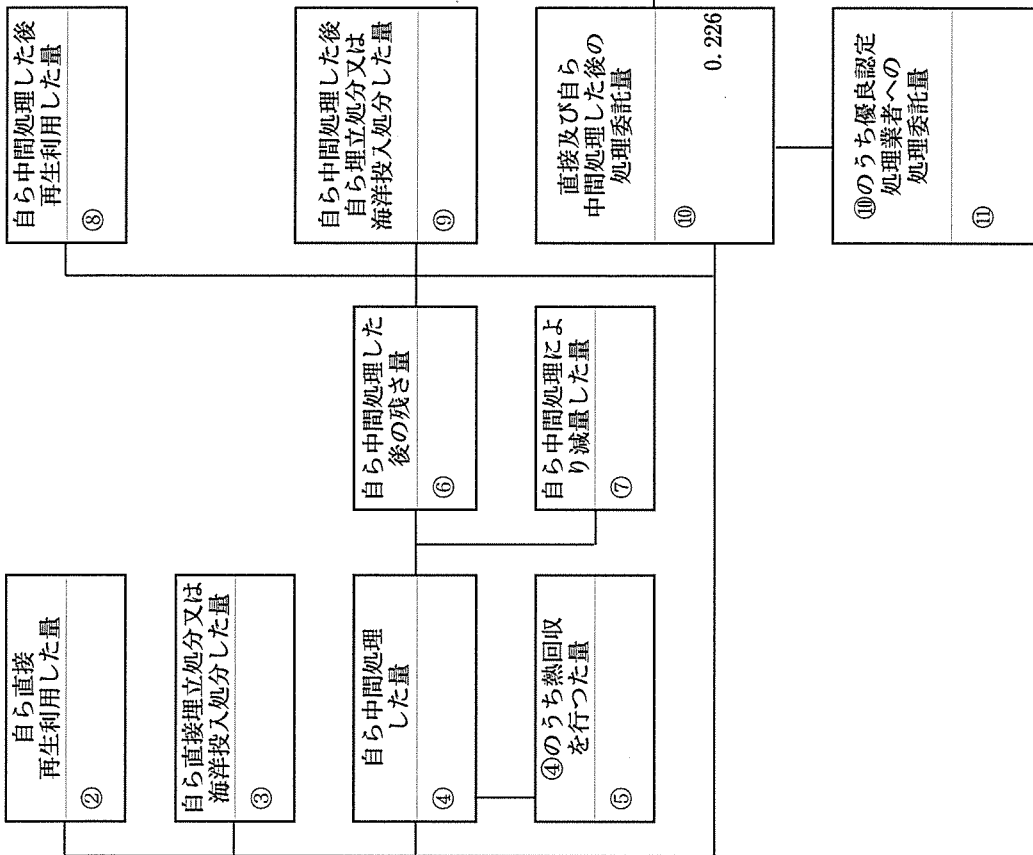 自ら直接
再生利用した量
②
自ら直接埋立処分又は
海洋投入処分した量
③
自ら中間処理
した量
④
④のうち熱回収
を行つた量
⑤
自ら中間処理した
後の残さ量
⑥
自ら中間処理によ
り減量した量
⑦
自ら中間処理した後
再生利用した量
⑧
自ら中間処理した後
自ら埋立処分又は
海洋投入処分した量
⑨
直接及び自ら
中間処理した後の
処理委託量
⑩
0.226
⑩のうち優良認定
処理業者への
処理委託量
⑪